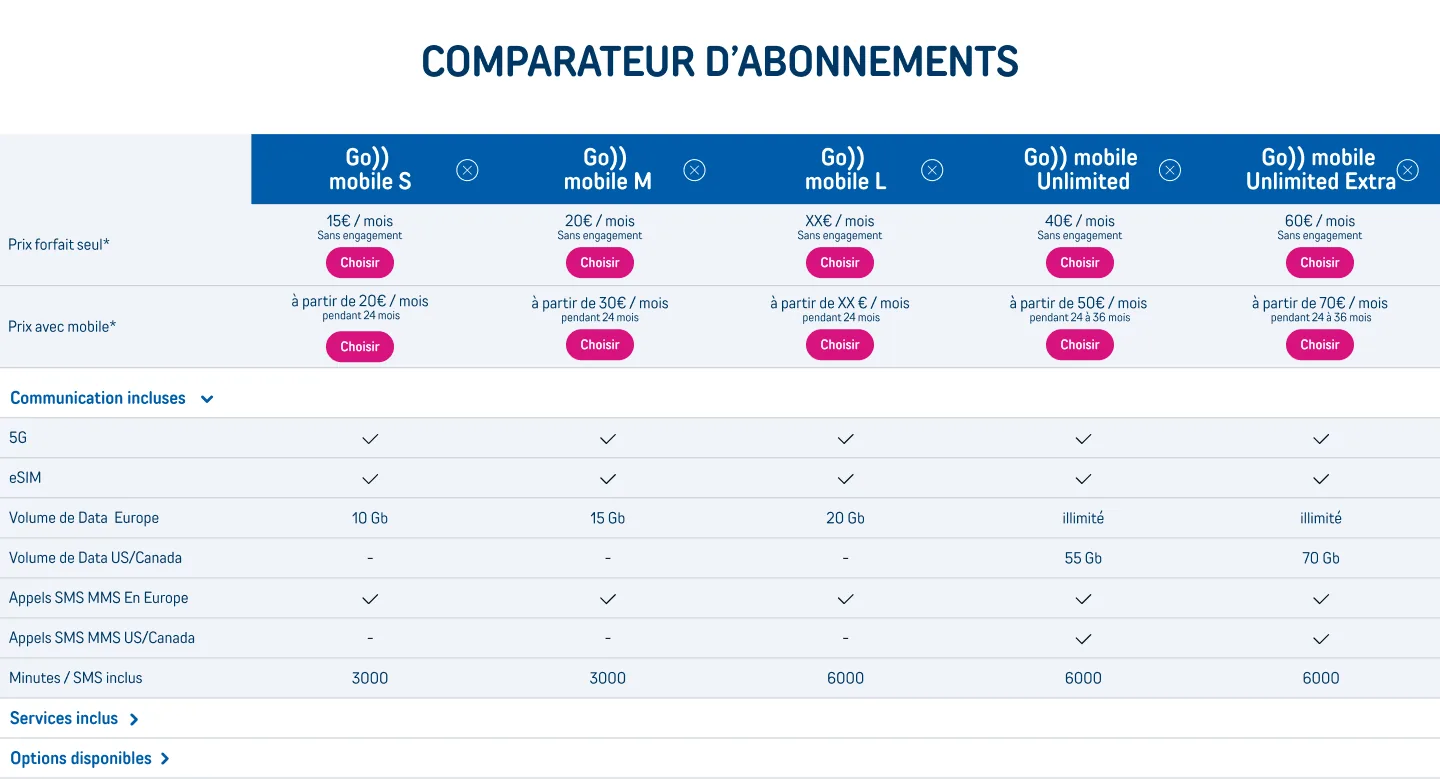 COMPARATEUR D’ABONNEMENTS
Go)) mobile S
Go)) mobile M
Go)) mobile L
Go)) mobile Unlimited
Go)) mobile Unlimited Extra
Prix forfait seul*
15€ / mois
Sans engagement
Choisir
20€ / mois
Sans engagement
Choisir
XX€ / mois
Sans engagement
Choisir
40€ / mois
Sans engagement
Choisir
60€ / mois
Sans engagement
Choisir
Prix avec mobile*
à partir de 20€ / mois
pendant 24 mois
Choisir
à partir de 30€ / mois
pendant 24 mois
Choisir
à partir de XX € / mois
pendant 24 mois
Choisir
à partir de 50€ / mois
pendant 24 à 36 mois
Choisir
à partir de 70€ / mois
pendant 24 à 36 mois
Choisir
Communication incluses
5G
eSIM
Volume de Data Europe 10 Gb 15 Gb 20 Gb illimité illimité
Volume de Data US/Canada - - - 55 Gb 70 Gb
Appels SMS MMS En Europe
Appels SMS MMS US/Canada - - -
Minutes / SMS inclus 3000 3000 6000 6000 6000
Services inclus
Options disponibles